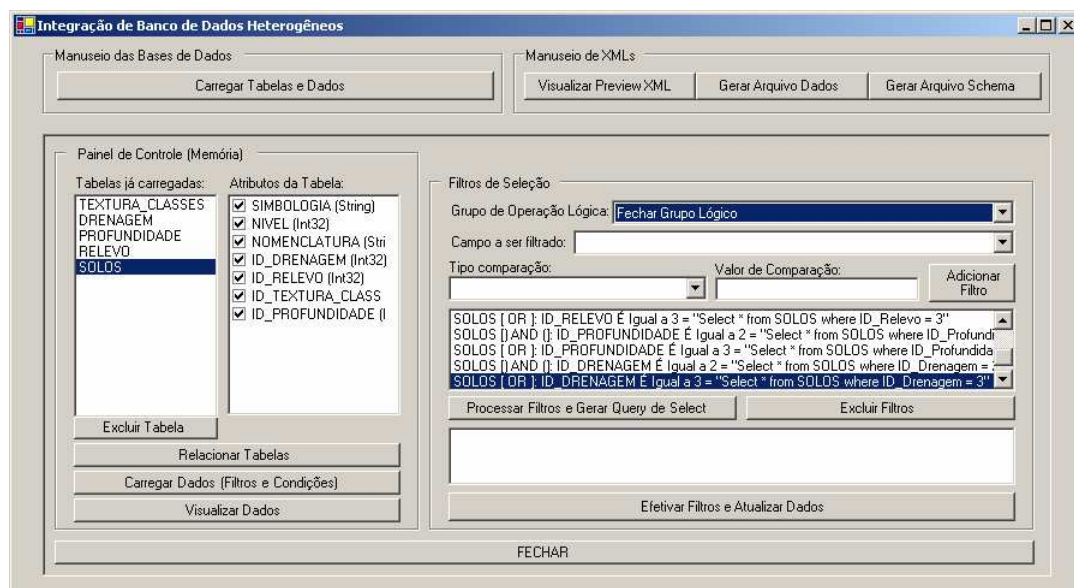 Integração de Banco de Dados Heterogêneos
Manuseio das Bases de Dados
Carregar Tabelas e Dados
Manuseio de XMLs
Visualizar Preview XML
Gerar Arquivo Dados
Gerar Arquivo Schema
Painel de Controle (Memória)
Tabelas já carregadas:
TEXTURA_CLASSES
DRENAGEM
PROFUNDIDADE
RELEVO
SOLOS
Excluir Tabela
Atributos da Tabela:
SIMBOLOGIA (String)
NIVEL (Int32)
NOMENCLATURA (Stri
ID_DRENAGEM (Int32)
ID_RELEVO (Int32)
ID_TEXTURA_CLASS
ID_PROFUNDIDADE (I
Relacionar Tabelas
Carregar Dados (Filtros e Condições)
Visualizar Dados
Filtros de Seleção
Grupo de Operação Lógica: Fechar Grupo Lógico
Campo a ser filtrado:
Tipo comparação:
Valor de Comparação:
Adicionar
Filtro
SOLOS [ OR ]: ID_RELEVO É Igual a 3 = "Select * from SOLOS where ID_Relevo = 3"
SOLOS [) AND (]: ID_PROFUNDIDADE É Igual a 2 = "Select * from SOLOS where ID_Profundi
SOLOS [ OR ]: ID_PROFUNDIDADE É Igual a 3 = "Select * from SOLOS where ID_Profundida
SOLOS [) AND (]: ID_DRENAGEM É Igual a 2 = "Select * from SOLOS where ID_Drenagem =
SOLOS [ OR ]: ID_DRENAGEM É Igual a 3 = "Select * from SOLOS where ID_Drenagem = 3"
Processar Filtros e Gerar Query de Select
Excluir Filtros
Efetivar Filtros e Atualizar Dados
FECHAR